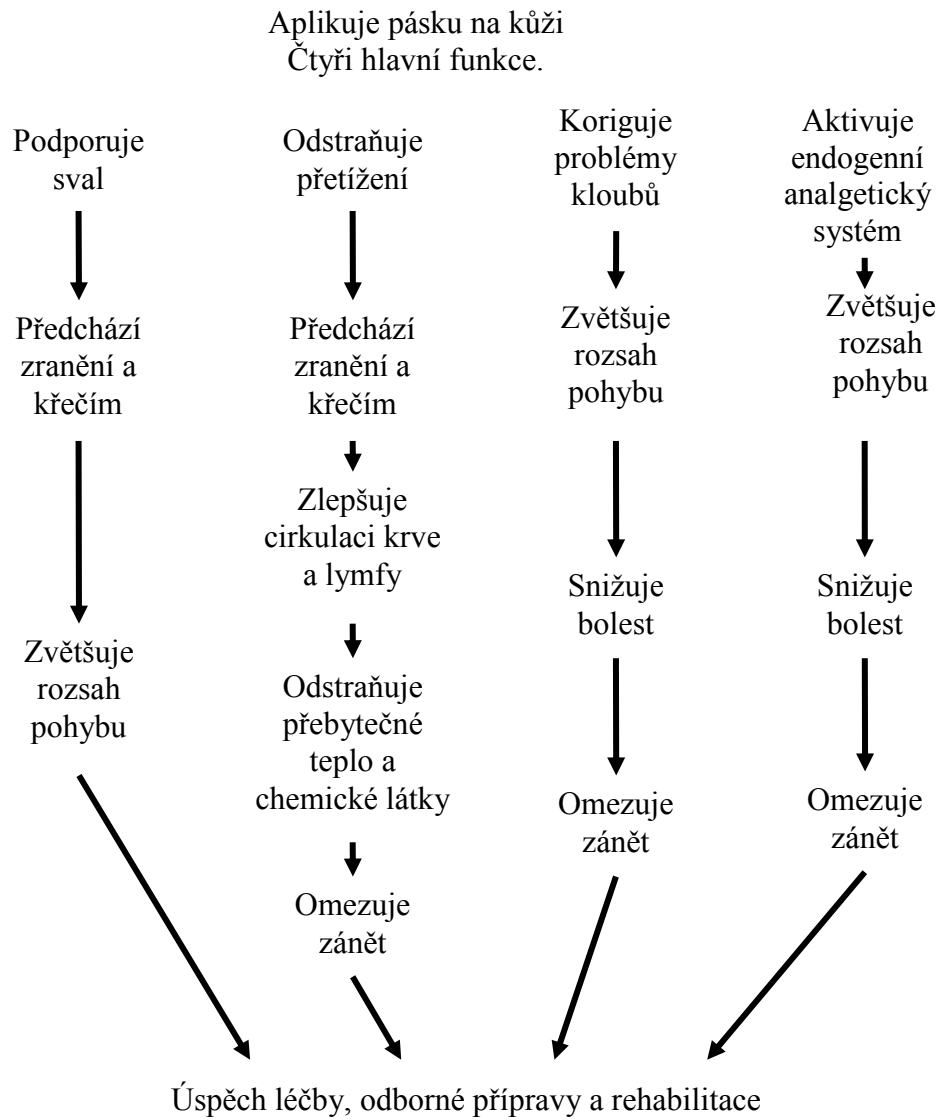 Aplikuje pásku na kůži
Čtyři hlavní funkce.
Podporuje
sval
Předchází
zranění a
křečím
Zvětšuje
rozsah
pohybu
Odstraňuje
přetížení
Předchází
zranění a
křečím
Zlepšuje
cirkulaci krve
a lymfy
Odstraňuje
přebytečné
teplo a
chemické látky
Omezuje
zánět
Koriguje
problémy
kloubů
Zvětšuje
rozsah
pohybu
Snižuje
bolest
Omezuje
zánět
Aktivuje
endogenní
analgetický
systém
Zvětšuje
rozsah
pohybu
Snižuje
bolest
Omezuje
zánět
Úspěch léčby, odborné přípravy a rehabilitace